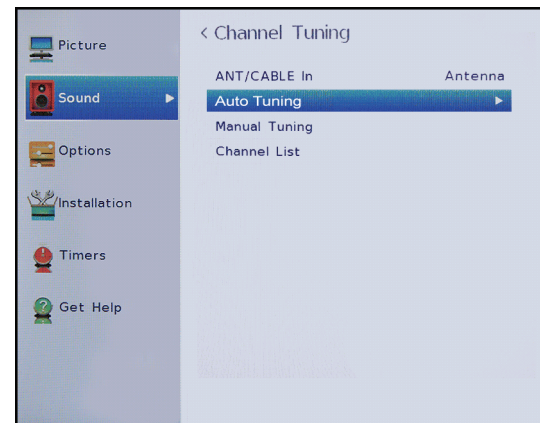 Picture
Sound
Options
Installation
Timers
Get Help
< Channel Tuning
ANT/CABLE In Antenna
Auto Tuning
Manual Tuning
Channel List